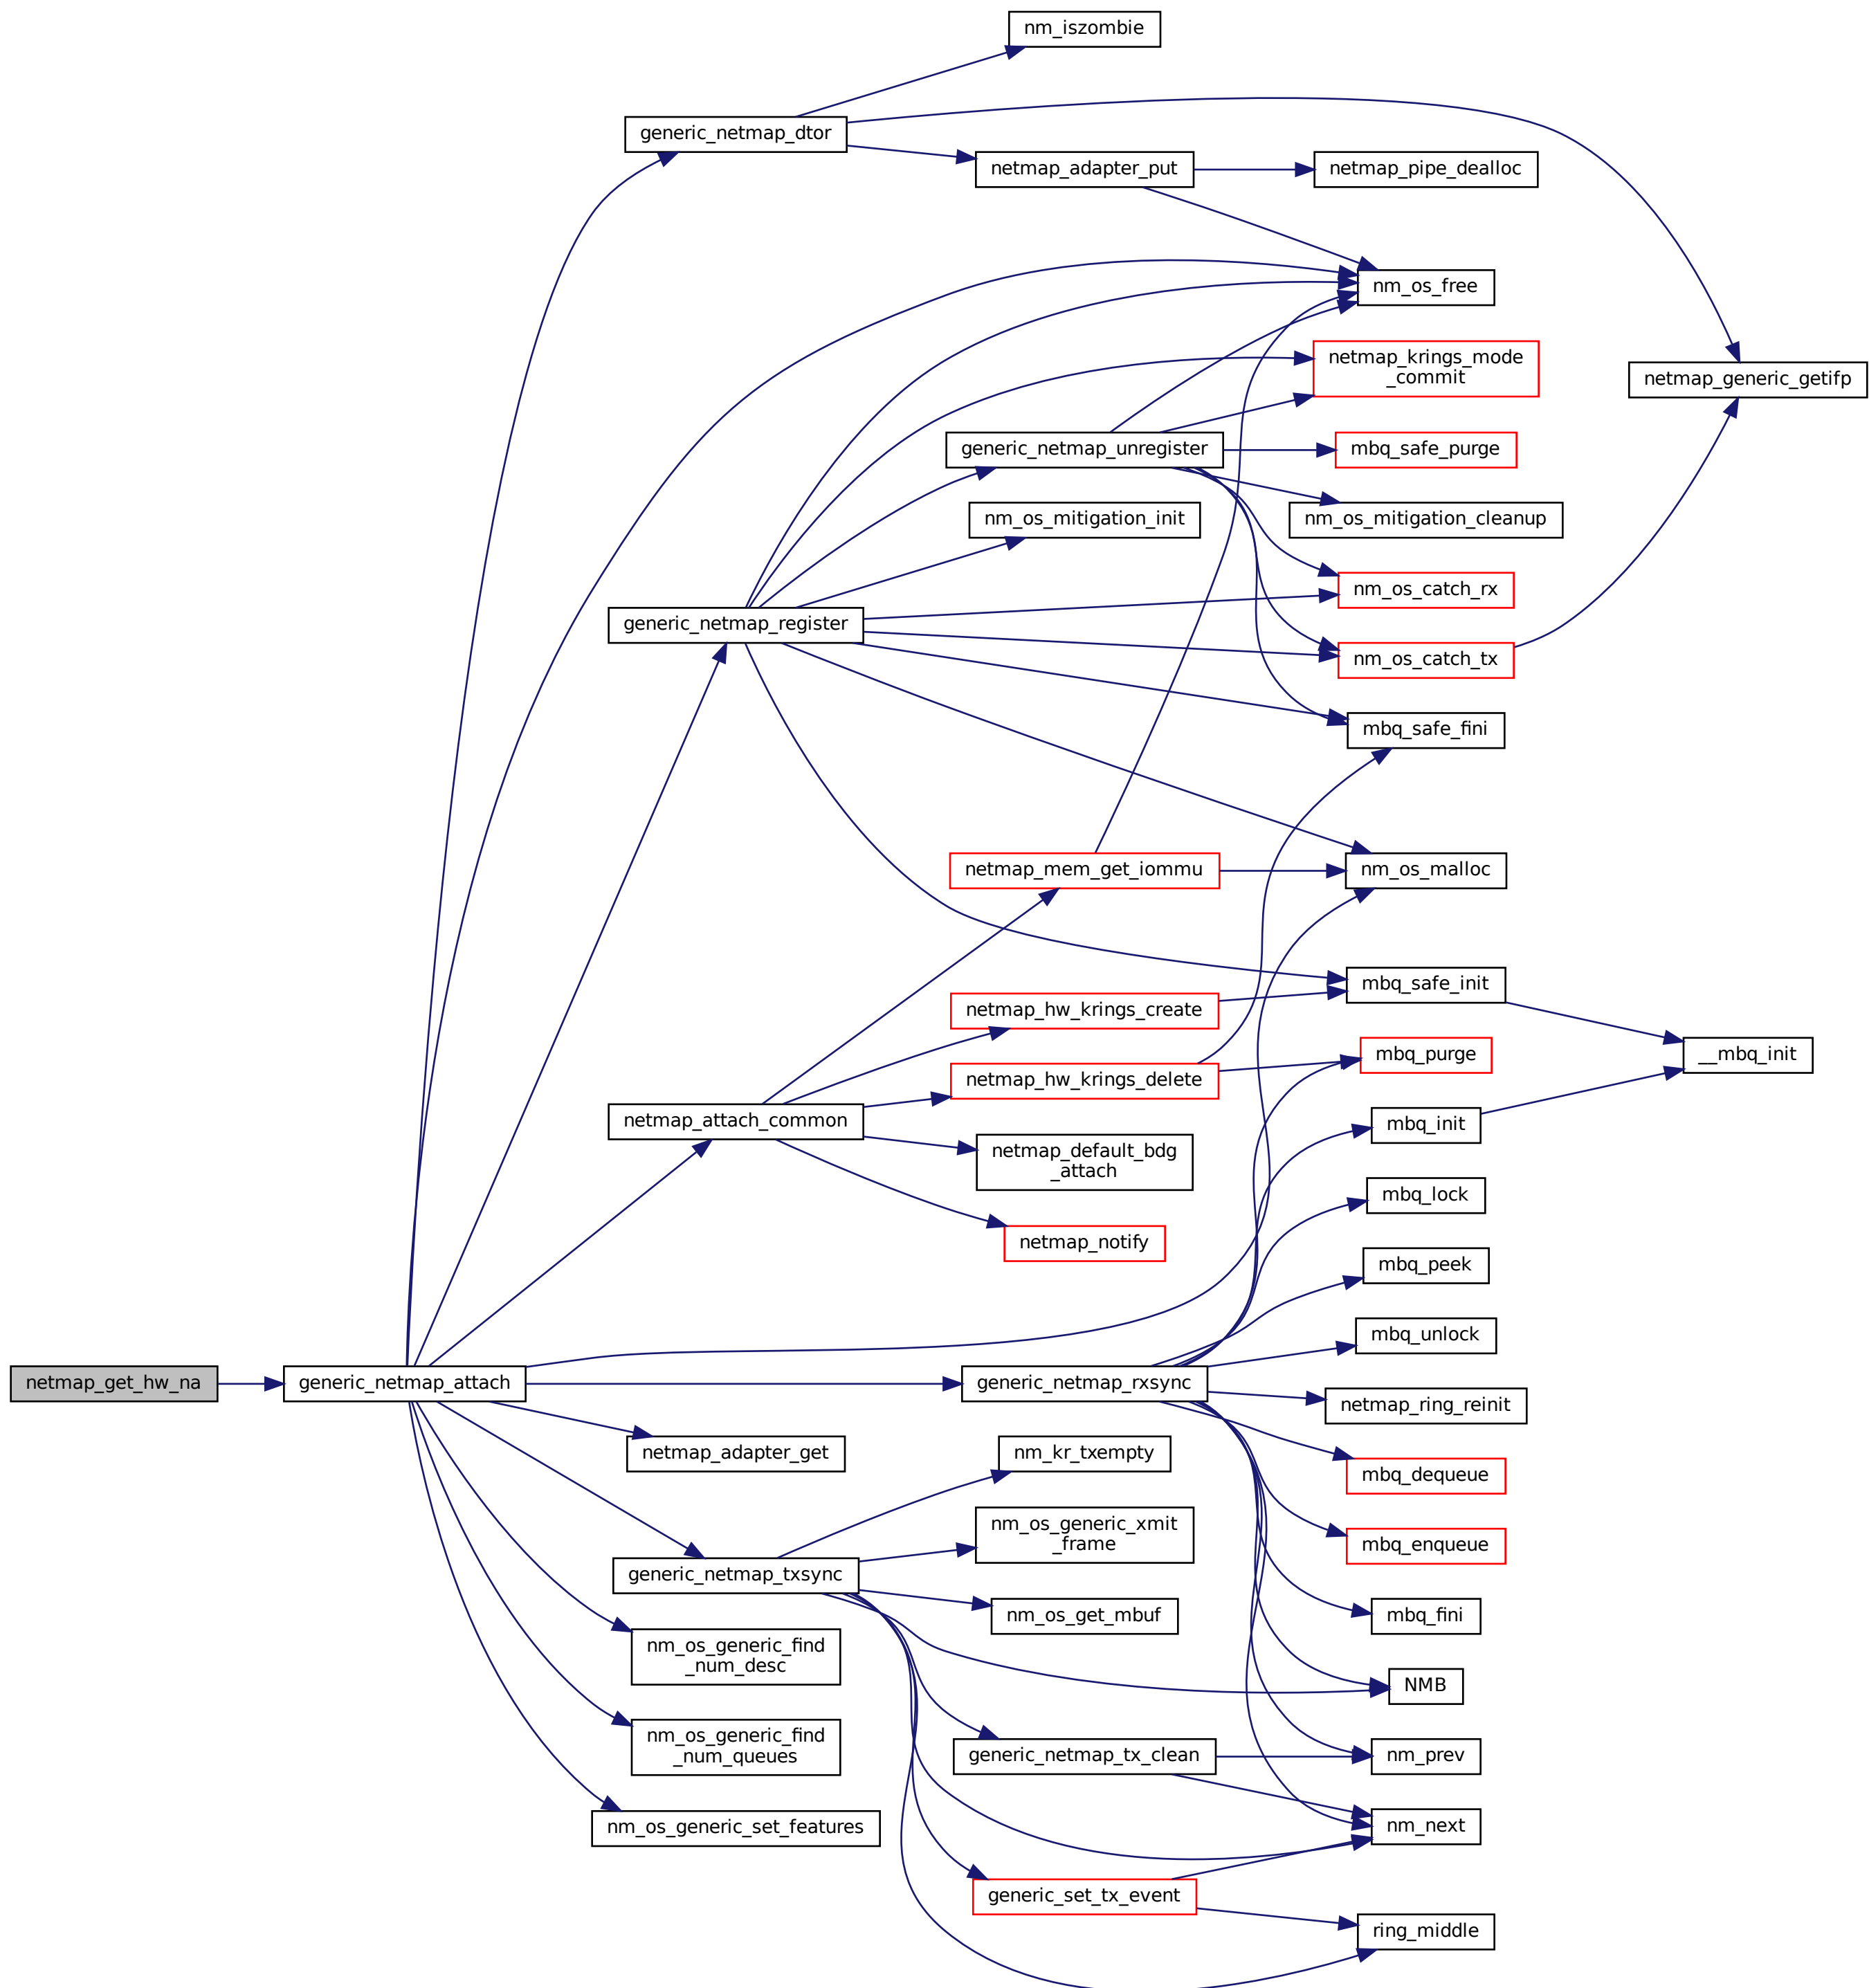 nm_iszombie
generic_netmap_dtor
netmap_adapter_put
netmap_pipe_dealloc
nm_os_free
netmap_krings_mode
_commit
netmap_generic_getifp
generic_netmap_unregister
mbq_safe_purge
nm_os_mitigation_init
nm_os_mitigation_cleanup
nm_os_catch_rx
generic_netmap_register
nm_os_catch_tx
mbq_safe_fini
netmap_mem_get_iommu
nm_os_malloc
mbq_safe_init
netmap_hw_krings_create
mbq_purge
__mbq_init
netmap_hw_krings_delete
netmap_attach_common
mbq_init
netmap_default_bdg
_attach
mbq_lock
netmap_notify
mbq_peek
mbq_unlock
netmap_get_hw_na
generic_netmap_attach
generic_netmap_rxsync
netmap_ring_reinit
netmap_adapter_get
nm_kr_txempty
mbq_dequeue
nm_os_generic_xmit
_frame
mbq_enqueue
generic_netmap_txsync
nm_os_get_mbuf
mbq_fini
nm_os_generic_find
_num_desc
NMB
nm_os_generic_find
_num_queues
generic_netmap_tx_clean
nm_prev
nm_os_generic_set_features
nm_next
generic_set_tx_event
ring_middle